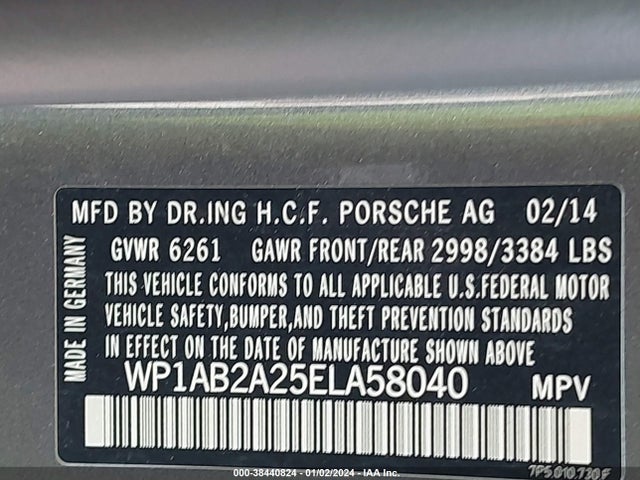 MFD BY DR.ING H.C.F. PORSCHE AG 02/14
GVWR 6261 GAWR FRONT/REAR 2998/3384 LBS
THIS VEHICLE CONFORMS TO ALL APPLICABLE U.S.FEDERAL MOTOR
VEHICLE SAFETY,BUMPER,AND THEFT PREVENTION STANDARDS
IN EFFECT ON THE DATE OF MANUFACTURE SHOWN ABOVE
MADE IN GERMANY
WP1AB2A25ELA58040 MPV
7P5.010.730F
000-38440824 - 01/02/2024 - IAA Inc.